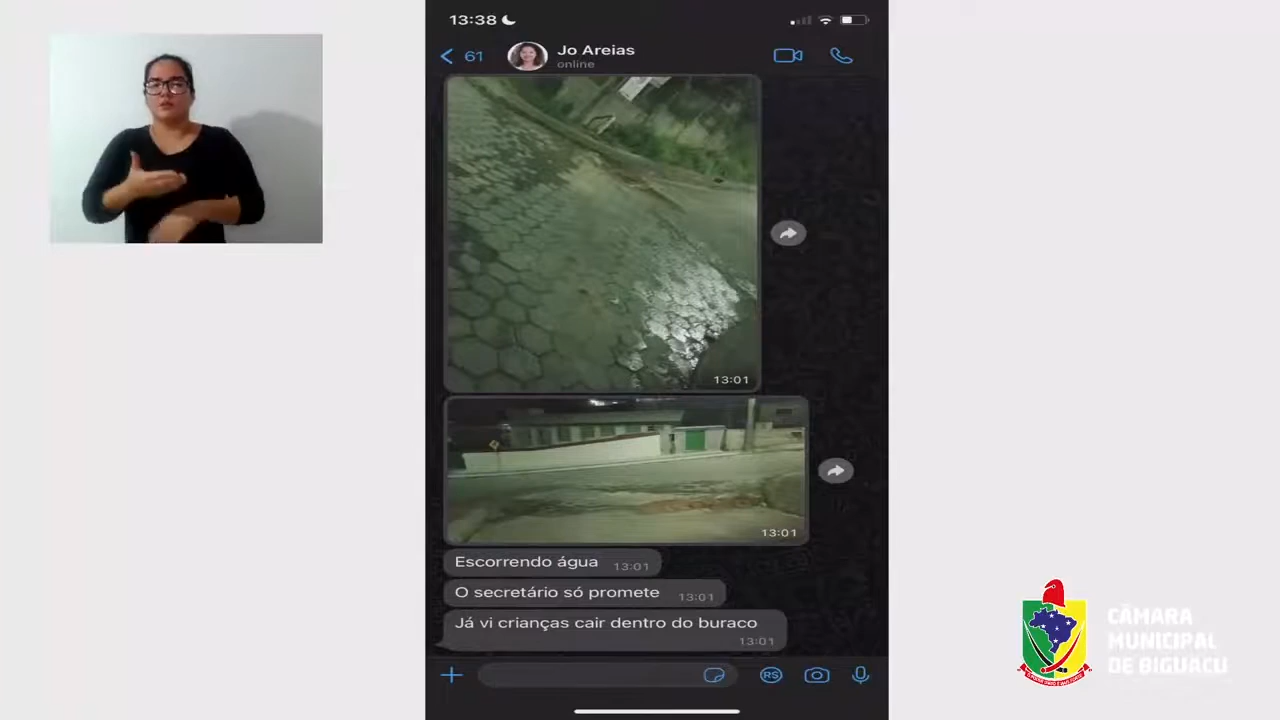 13:38
61
Jo Areias
online
13:01
13:01
Escorrendo água 13:01
O secretário só promete 13:01
Já vi crianças cair dentro do buraco
13:01
RS
CÂMARA
MUNICIPAL
DE BIGUAÇU